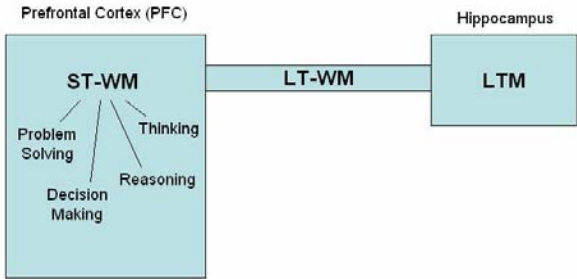 Prefrontal Cortex (PFC)
Hippocampus
ST-WM
LT-WM
LTM
Thinking
Problem
Solving
Reasoning
Decision
Making